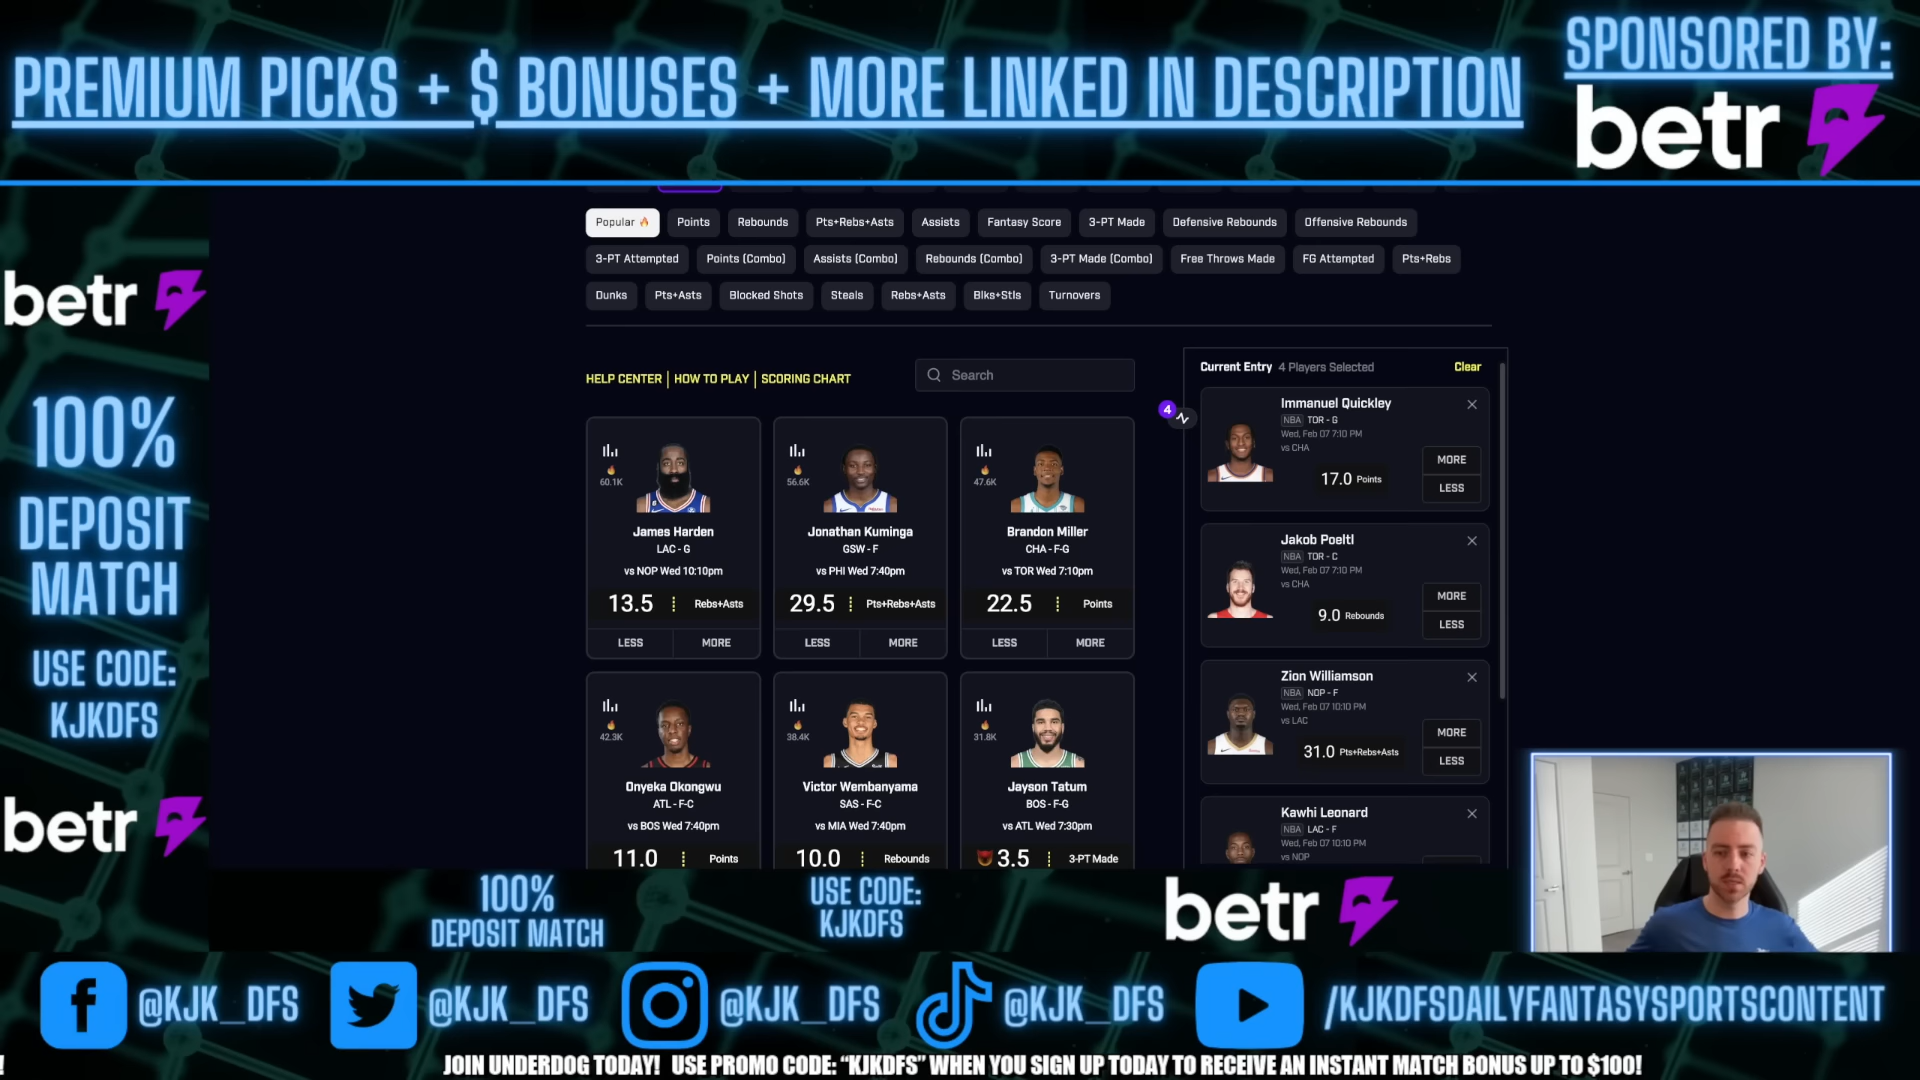 PREMIUM PICKS + $ BONUSES + MORE LINKED IN DESCRIPTION
SPONSORED BY:
betr
Popular
Points
Rebounds
Pts+Rebs+Asts
Assists
Fantasy Score
3-PT Made
Defensive Rebounds
Offensive Rebounds
3-PT Attempted
Points (Combo)
Assists (Combo)
Rebounds (Combo)
3-PT Made (Combo)
Free Throws Made
FG Attempted
Pts+Rebs
Dunks
Pts+Asts
Blocked Shots
Steals
Rebs+Asts
Blks+Stls
Turnovers
HELP CENTER | HOW TO PLAY | SCORING CHART
Search
60.1K
James Harden
LAC - G
vs NOP Wed 10:10pm
13.5 Rebs+Asts
LESS MORE
56.6K
Jonathan Kuminga
GSW - F
vs PHI Wed 7:40pm
29.5 Pts+Rebs+Asts
LESS MORE
47.6K
Brandon Miller
CHA - F-G
vs TOR Wed 7:10pm
22.5 Points
LESS MORE
42.3K
Onyeka Okongwu
ATL - F-C
vs BOS Wed 7:40pm
11.0 Points
38.4K
Victor Wembanyama
SAS - F-C
vs MIA Wed 7:40pm
10.0 Rebounds
31.8K
Jayson Tatum
BOS - F-G
vs ATL Wed 7:30pm
3.5 3-PT Made
4
Current Entry 4 Players Selected
Clear
Immanuel Quickley
NBA TOR - G
Wed, Feb 07 7:10 PM
vs CHA
17.0 Points
MORE
LESS
Jakob Poeltl
NBA TOR - C
Wed, Feb 07 7:10 PM
vs CHA
9.0 Rebounds
MORE
LESS
Zion Williamson
NBA NOP - F
Wed, Feb 07 10:10 PM
vs LAC
31.0 Pts+Rebs+Asts
MORE
LESS
Kawhi Leonard
NBA LAC - F
Wed, Feb 07 10:10 PM
vs NOP
betr
100%
DEPOSIT
MATCH
USE CODE:
KJKDFS
betr
100%
DEPOSIT MATCH
USE CODE:
KJKDFS
betr
@KJK_DFS
@KJK_DFS
@KJK_DFS
@KJK_DFS
/KJKDFSDAILYFANTASYSPORTSCONTENT
! JOIN UNDERDOG TODAY! USE PROMO CODE: “KJKDFS” WHEN YOU SIGN UP TODAY TO RECEIVE AN INSTANT MATCH BONUS UP TO $100!